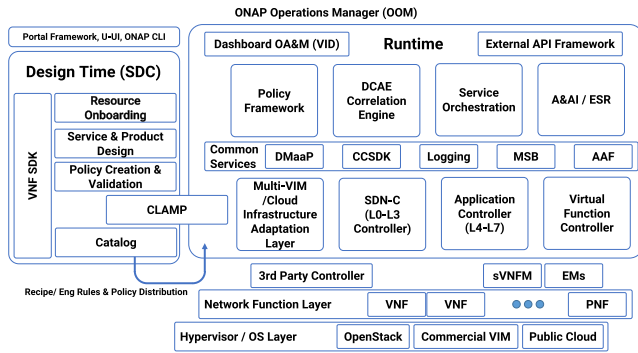 ONAP Operations Manager (OOM)
Portal Framework, U-UI, ONAP CLI
Design Time (SDC)
VNF SDK
Resource
Onboarding
Service & Product
Design
Policy Creation &
Validation
CLAMP
Catalog
Recipe/ Eng Rules & Policy Distribution
Dashboard OA&M (VID)
Runtime
External API Framework
Policy
Framework
DCAE
Correlation
Engine
Service
Orchestration
A&AI / ESR
Common
Services
DMaaP
CCSDK
Logging
MSB
AAF
Multi-VIM
/Cloud
Infrastructure
Adaptation
Layer
SDN-C
(L0-L3
Controller)
Application
Controller
(L4-L7)
Virtual
Function
Controller
3rd Party Controller
sVNFM
EMs
Network Function Layer
VNF
VNF
PNF
Hypervisor / OS Layer
OpenStack
Commercial VIM
Public Cloud